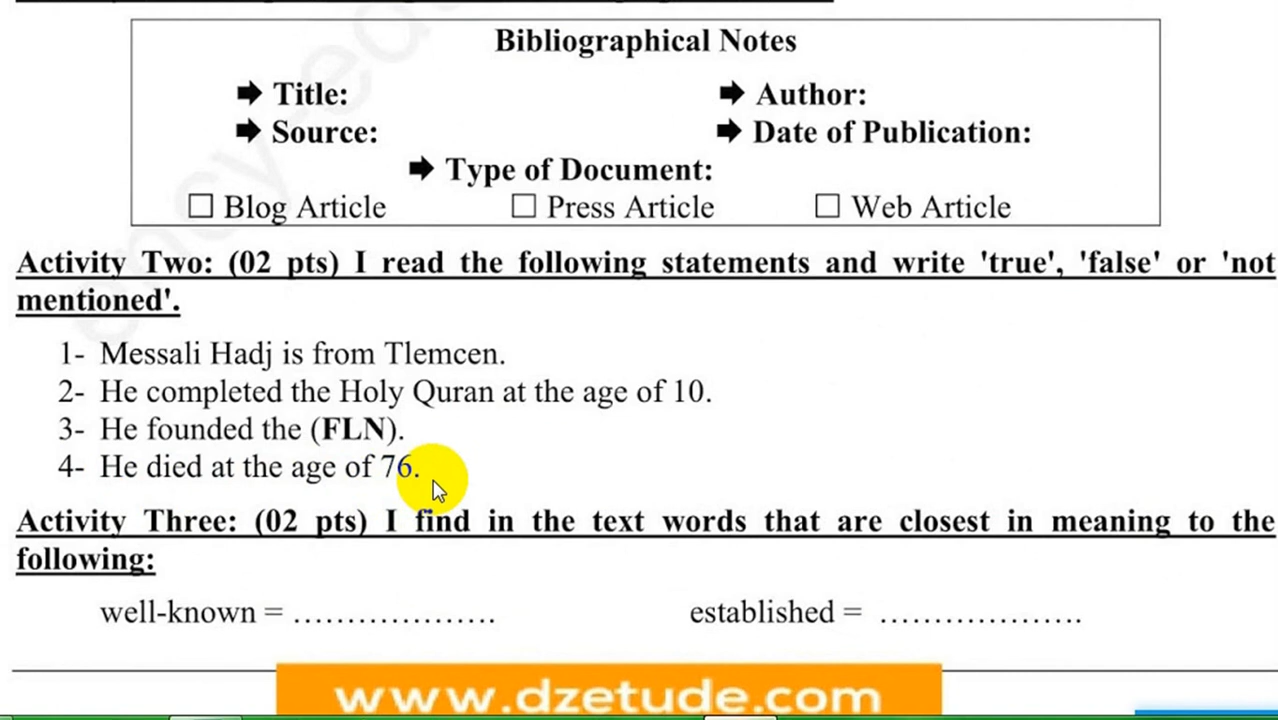 Bibliographical Notes
🡆 Title: 🡆 Author:
🡆 Source: 🡆 Date of Publication:
🡆 Type of Document:
☐ Blog Article ☐ Press Article ☐ Web Article
Activity Two: (02 pts) I read the following statements and write 'true', 'false' or 'not
mentioned'.
1- Messali Hadj is from Tlemcen.
2- He completed the Holy Quran at the age of 10.
3- He founded the (FLN).
4- He died at the age of 76.
Activity Three: (02 pts) I find in the text words that are closest in meaning to the
following:
well-known = ………………… established = ………………….
www.dzetude.com